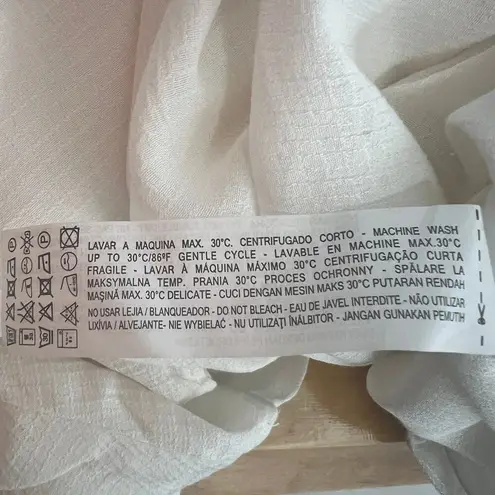 LAVAR A MAQUINA MAX. 30°C. CENTRIFUGADO CORTO - MACHINE WASH
UP TO 30°C/86ºF GENTLE CYCLE - LAVABLE EN MACHINE MAX.30°C
FRAGILE - LAVAR À MÁQUINA MÁXIMO 30°C CENTRIFUGAÇÃO CURTA
MAKSYMALNA TEMP. PRANIA 30°C PROCES OCHRONNY - SPĂLARE LA
MAŞINĂ MAX. 30°C DELICATE - CUCI DENGAN MESIN MAKS 30°C PUTARAN RENDAH
NO USAR LEJIA / BLANQUEADOR - DO NOT BLEACH - EAU DE JAVEL INTERDITE - NÃO UTILIZAR
LIXÍVIA / ALVEJANTE- NIE WYBIELAĆ - NU UTILIZAŢI ÎNĂLBITOR - JANGAN GUNAKAN PEMUTIH